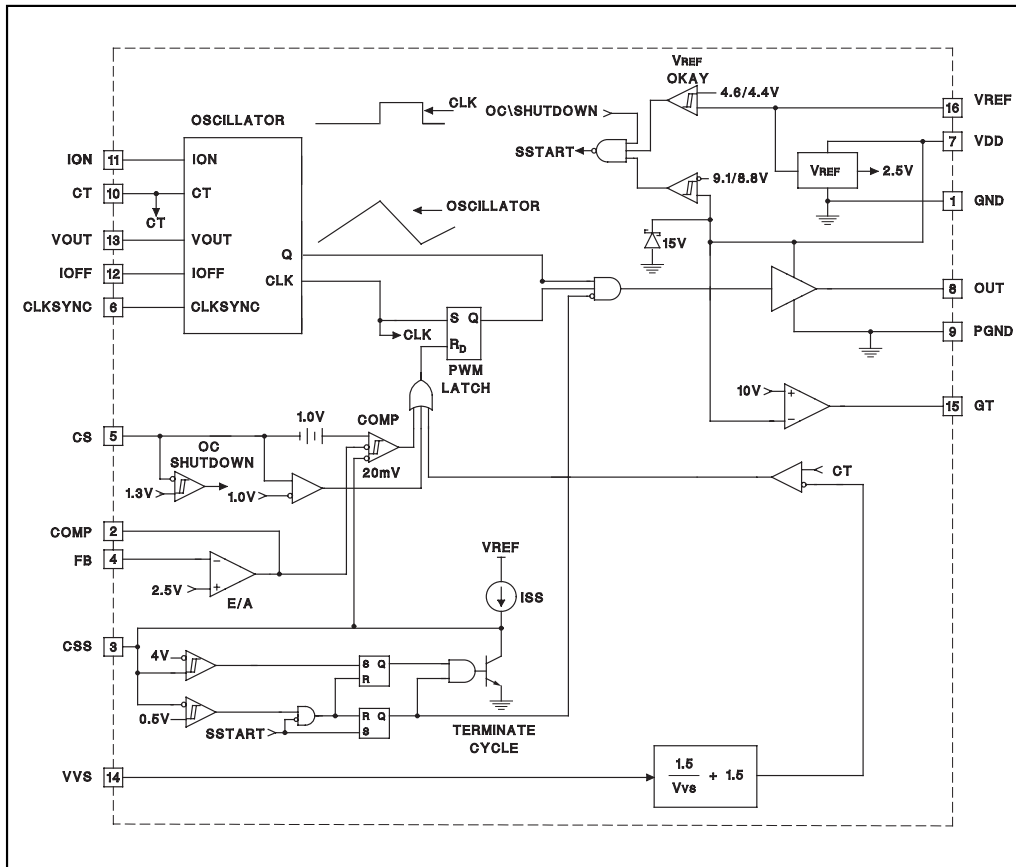 VREF
OKAY
4.6/4.4V
CLK
OC\SHUTDOWN
VREF
16
OSCILLATOR
SSTART
VDD
7
ION
11
ION
9.1/8.8V
VREF
2.5V
CT
10
CT
CT
GND
1
OSCILLATOR
VOUT
13
VOUT
15V
Q
IOFF
12
IOFF
CLK
OUT
8
CLKSYNC
6
CLKSYNC
S Q
CLK
PGND
9
RD
PWM
LATCH
10V
+
-
GT
15
1.0V
COMP
CS
5
OC
SHUTDOWN
20mV
CT
1.3V
1.0V
COMP
2
VREF
FB
4
-
2.5V
+
E/A
ISS
CSS
3
4V
S Q
R
0.5V
R Q
S
SSTART
TERMINATE
CYCLE
VVS
14
1.5
Vvs
+ 1.5